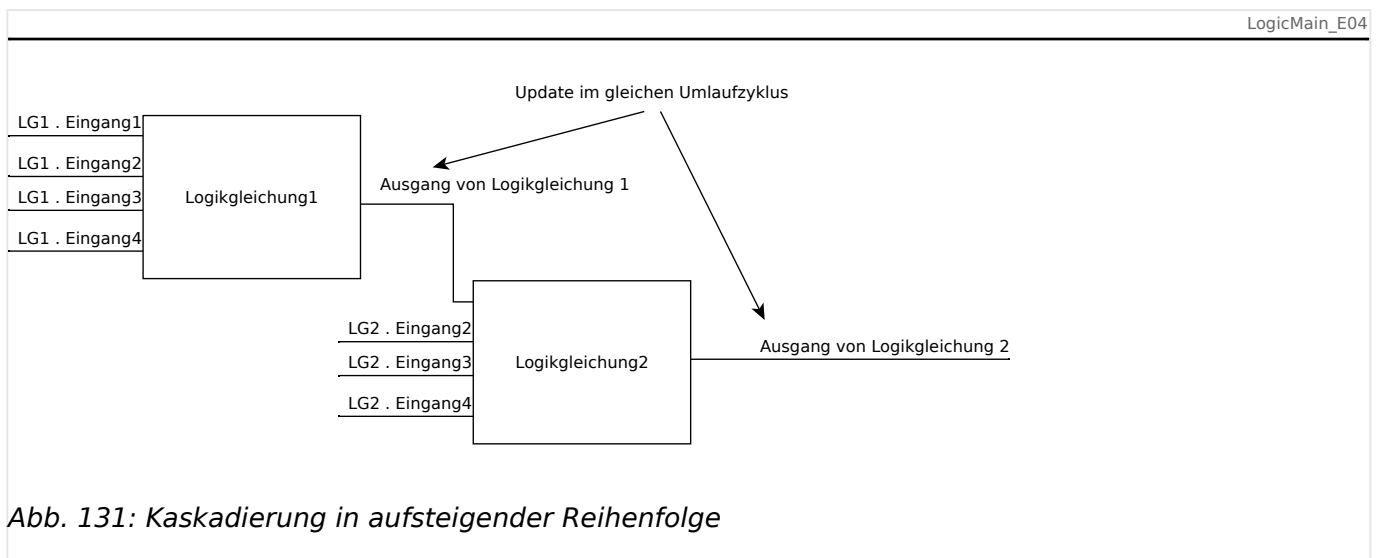 LogicMain_E04
Update im gleichen Umlaufzyklus
LG1 . Eingang1
LG1 . Eingang2
LG1 . Eingang3
LG1 . Eingang4
Logikgleichung1
Ausgang von Logikgleichung 1
LG2 . Eingang2
LG2 . Eingang3
LG2 . Eingang4
Logikgleichung2
Ausgang von Logikgleichung 2
Abb. 131: Kaskadierung in aufsteigender Reihenfolge